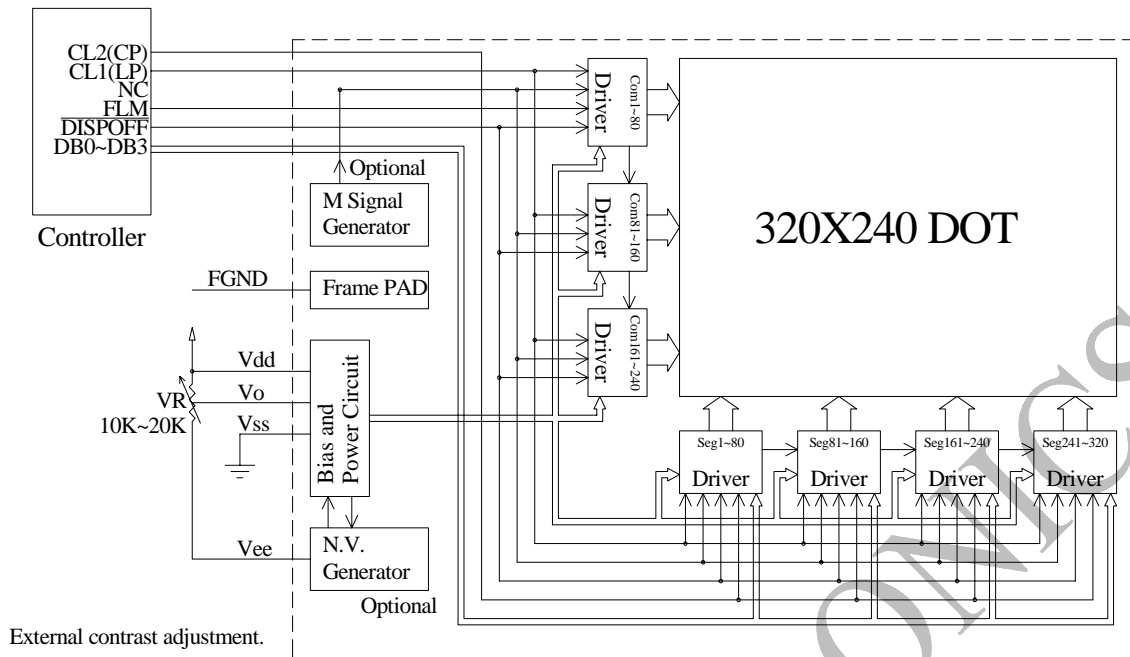 CL2(CP)
CL1(LP)
NC
FLM
DISPOFF
DB0~DB3
Controller
Optional
M Signal
Generator
FGND
Frame PAD
Vdd
Vo
VR
10K~20K
Vss
Bias and
Power Circuit
Vee
N.V.
Generator
Optional
External contrast adjustment.
Driver
Com1~80
Driver
Com81~160
Driver
Com161~240
320X240 DOT
Seg1~80
Driver
Seg81~160
Driver
Seg161~240
Driver
Seg241~320
Driver
ONICS